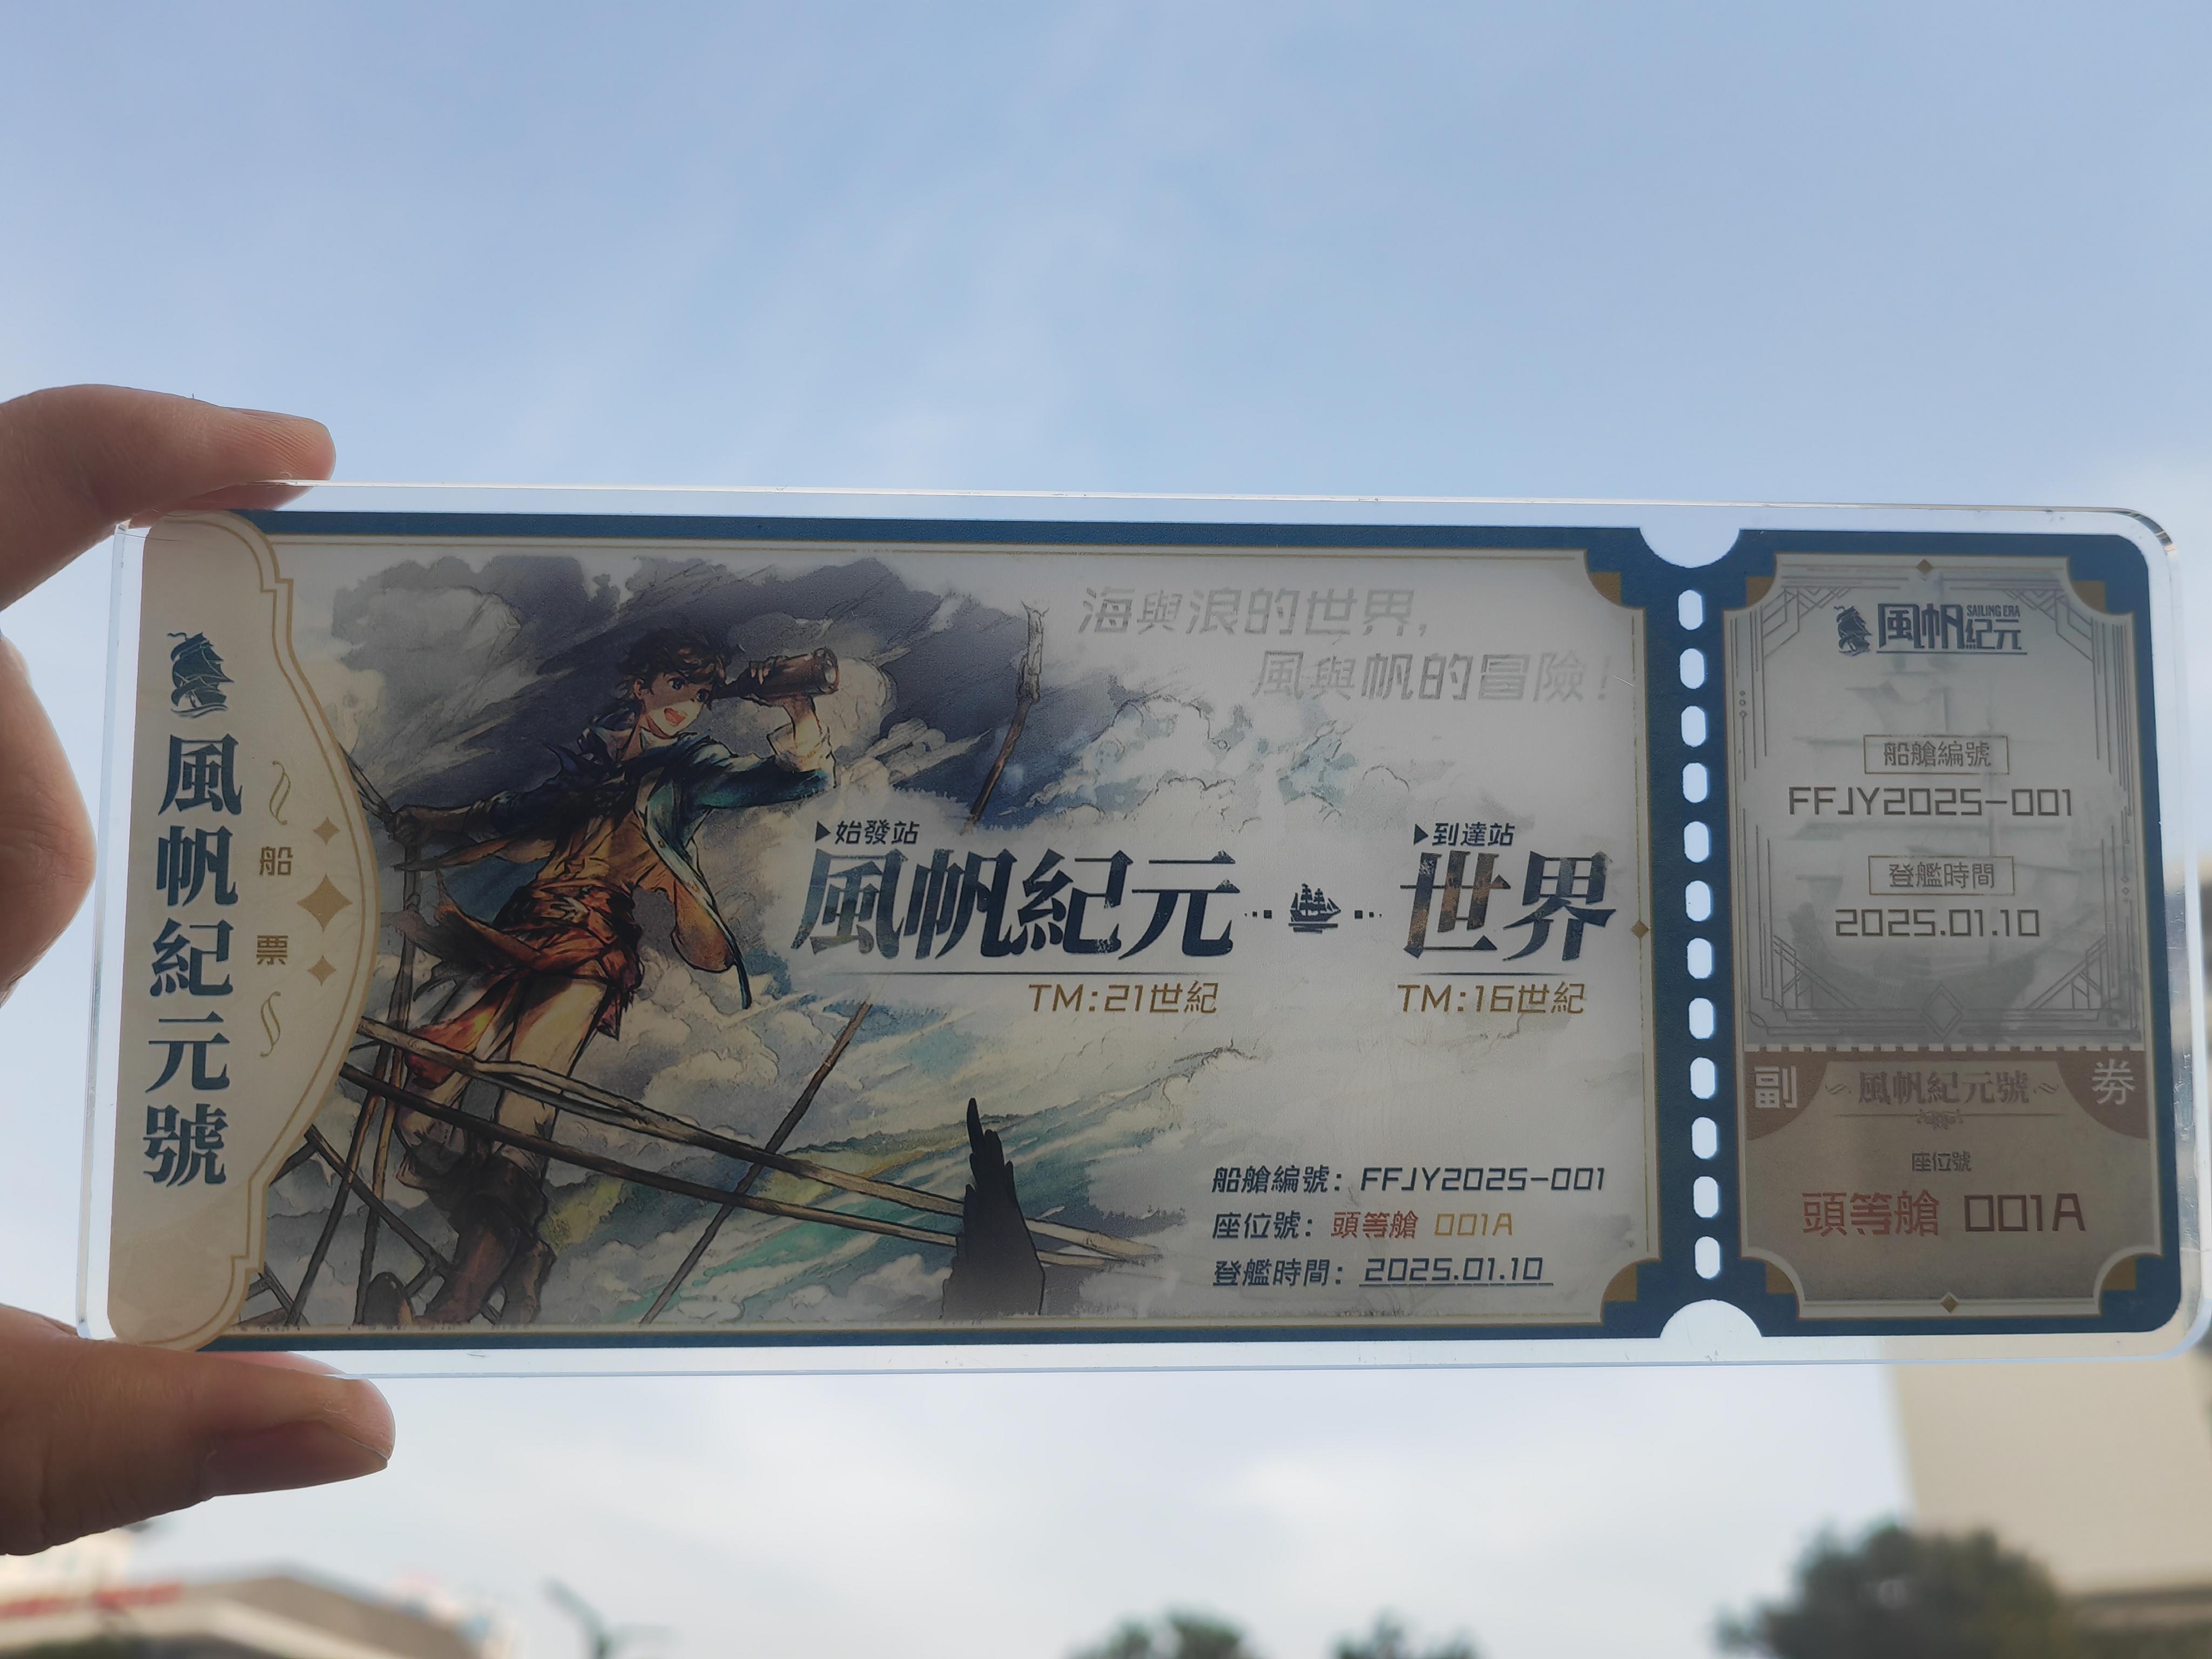 風帆紀元號
船票
海與浪的世界,
風與帆的冒險!
▶始發站
風帆紀元
TM:21世紀
▶到達站
世界
TM:16世紀
船艙編號: FFJY2025-001
座位號: 頭等艙 001A
登艦時間: 2025.01.10
風帆紀元
SAILING ERA
船艙編號
FFJY2025-001
登艦時間
2025.01.10
副
風帆紀元號
券
座位號
頭等艙 001A